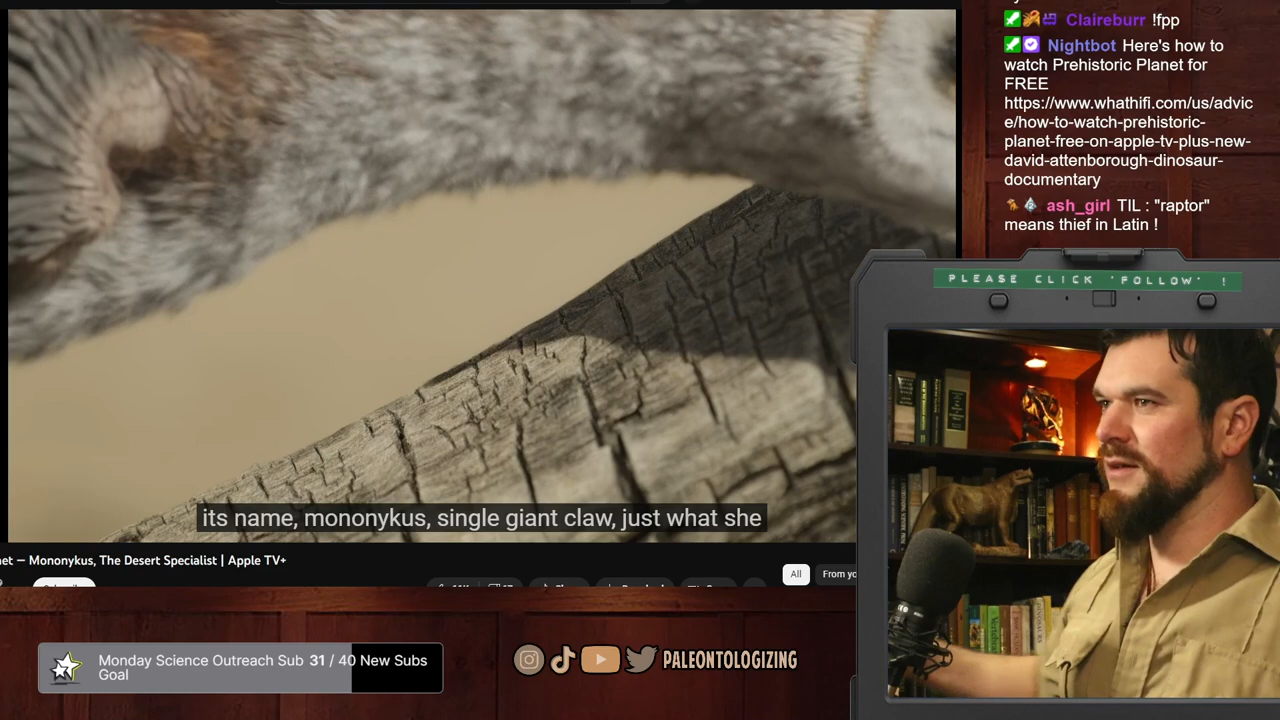 Claireburr !fpp
Nightbot Here's how to
watch Prehistoric Planet for
FREE
https://www.whathifi.com/us/advic
e/how-to-watch-prehistoric-
planet-free-on-apple-tv-plus-new-
david-attenborough-dinosaur-
documentary
ash_girl TIL : "raptor"
means thief in Latin !
PLEASE CLICK 'FOLLOW' !
its name, mononykus, single giant claw, just what she
— Mononykus, The Desert Specialist | Apple TV+
All
From
Monday Science Outreach Sub 31 / 40 New Subs
Goal
PALEONTOLOGIZING